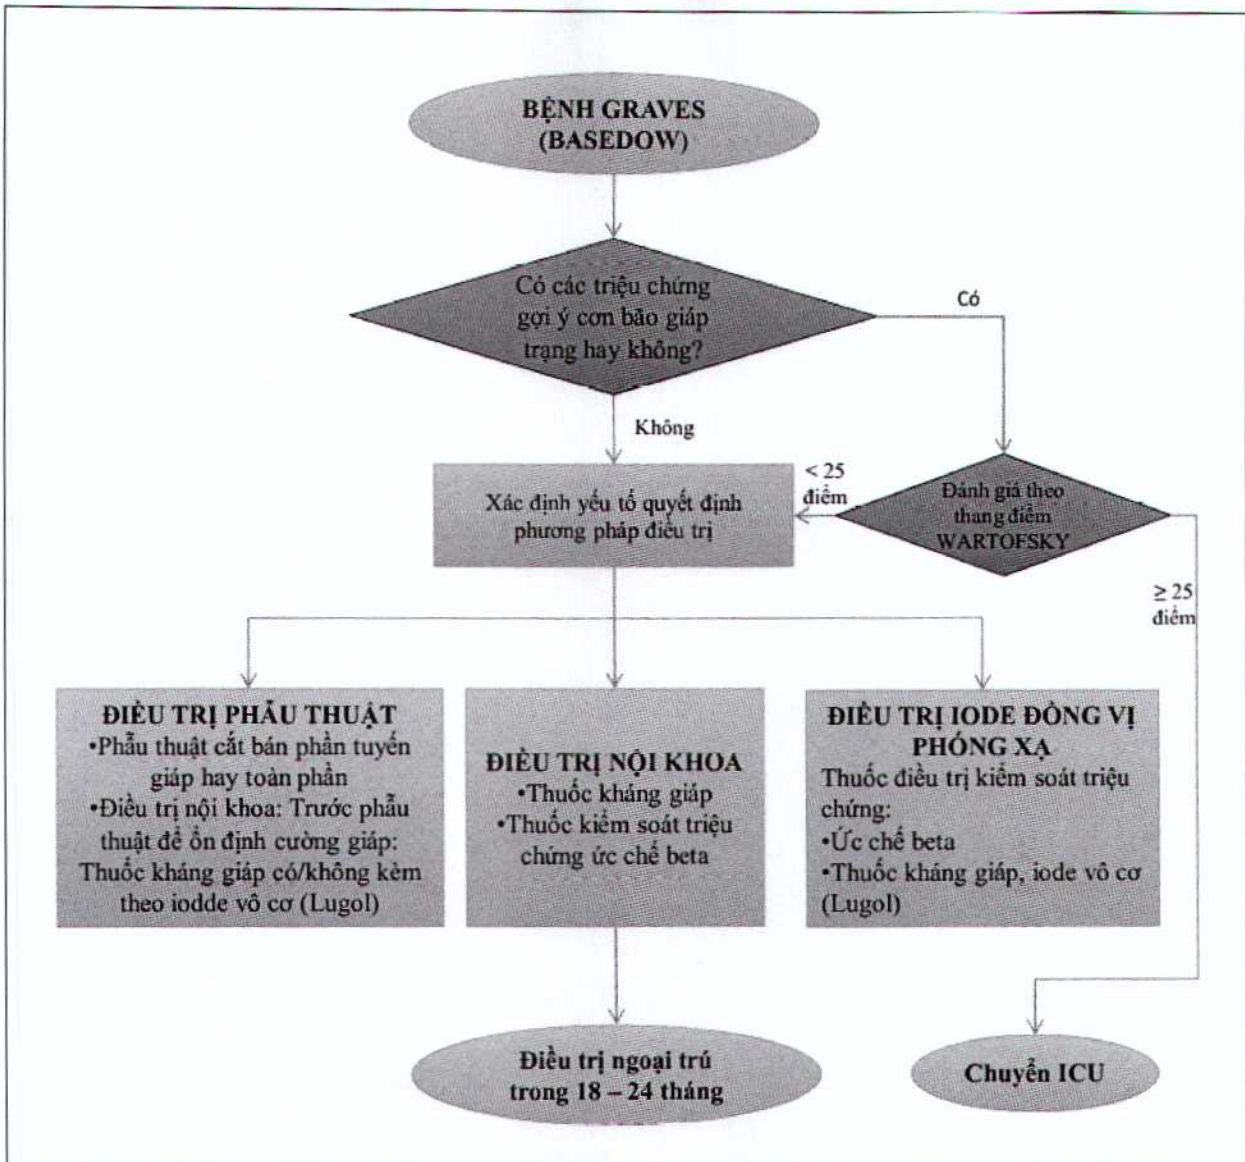 BỆNH GRAVES
(BASEDOW)
Có các triệu chứng
gợi ý cơn bão giáp
trạng hay không?
Có
Không
Xác định yếu tố quyết định
phương pháp điều trị
< 25
điểm
Đánh giá theo
thang điểm
WARTOFSKY
≥ 25
điểm
ĐIỀU TRỊ PHẪU THUẬT
•Phẫu thuật cắt bán phần tuyến
giáp hay toàn phần
•Điều trị nội khoa: Trước phẫu
thuật để ổn định cường giáp:
Thuốc kháng giáp có/không kèm
theo iodde vô cơ (Lugol)
ĐIỀU TRỊ NỘI KHOA
•Thuốc kháng giáp
•Thuốc kiểm soát triệu
chứng ức chế beta
ĐIỀU TRỊ IODE ĐỒNG VỊ
PHÓNG XẠ
Thuốc điều trị kiểm soát triệu
chứng:
•Ức chế beta
•Thuốc kháng giáp, iode vô cơ
(Lugol)
Điều trị ngoại trú
trong 18 – 24 tháng
Chuyển ICU